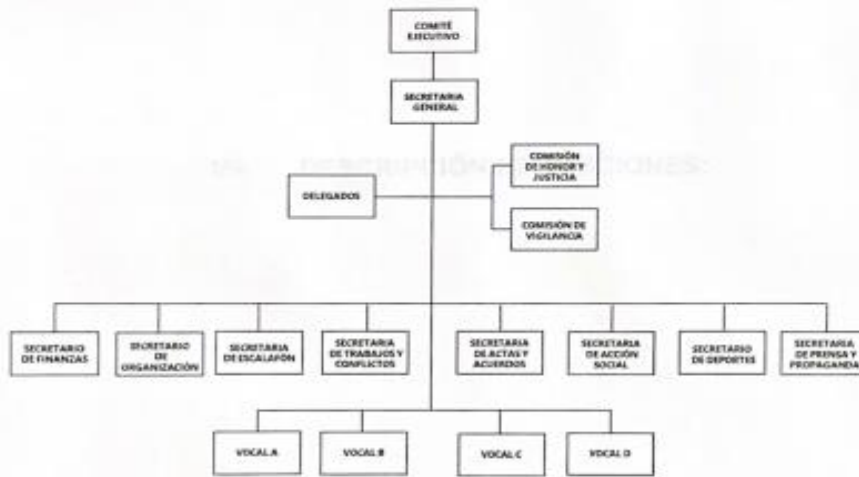 COMITÉ
EJECUTIVO
SECRETARIA
GENERAL
COMISIÓN
DE HONOR Y
JUSTICIA
DELEGADOS
COMISIÓN DE
VIGILANCIA
SECRETARIO
DE FINANZAS
SECRETARIO
DE
ORGANIZACIÓN
SECRETARIA
DE ESCALAFÓN
SECRETARIA
DE TRABAJOS Y
CONFLICTOS
SECRETARIA
DE ACTAS Y
ACUERDOS
SECRETARIA
DE ACCIÓN
SOCIAL
SECRETARIO
DE DEPORTES
SECRETARIA
DE PRENSA Y
PROPAGANDA
VOCAL A
VOCAL B
VOCAL C
VOCAL D